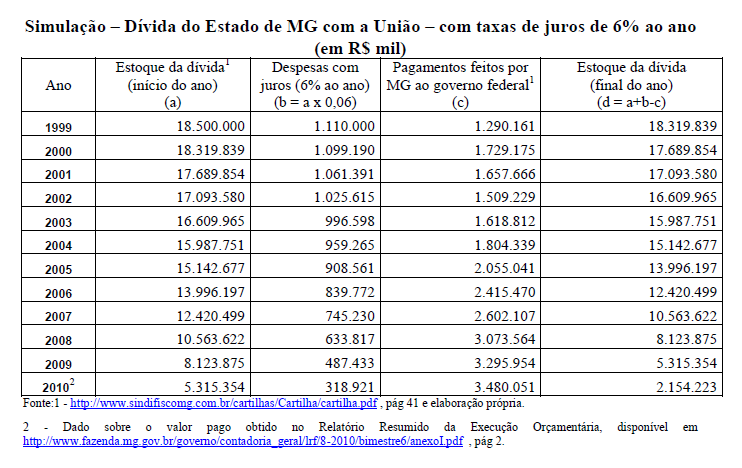 Simulação – Dívida do Estado de MG com a União – com taxas de juros de 6% ao ano
(em R$ mil)
Ano
Estoque da dívida1
(início do ano)
(a)
Despesas com
juros (6% ao ano)
(b = a x 0,06)
Pagamentos feitos por
MG ao governo federal1
(c)
Estoque da dívida
(final do ano)
(d = a+b-c)
1999 18.500.000 1.110.000 1.290.161 18.319.839
2000 18.319.839 1.099.190 1.729.175 17.689.854
2001 17.689.854 1.061.391 1.657.666 17.093.580
2002 17.093.580 1.025.615 1.509.229 16.609.965
2003 16.609.965 996.598 1.618.812 15.987.751
2004 15.987.751 959.265 1.804.339 15.142.677
2005 15.142.677 908.561 2.055.041 13.996.197
2006 13.996.197 839.772 2.415.470 12.420.499
2007 12.420.499 745.230 2.602.107 10.563.622
2008 10.563.622 633.817 3.073.564 8.123.875
2009 8.123.875 487.433 3.295.954 5.315.354
20102 5.315.354 318.921 3.480.051 2.154.223
Fonte:1 - http://www.sindifiscomg.com.br/cartilhas/Cartilha/cartilha.pdf , pág 41 e elaboração própria.
2 - Dado sobre o valor pago obtido no Relatório Resumido da Execução Orçamentária, disponível em
http://www.fazenda.mg.gov.br/governo/contadoria_geral/lrf/8-2010/bimestre6/anexoI.pdf , pág 2.